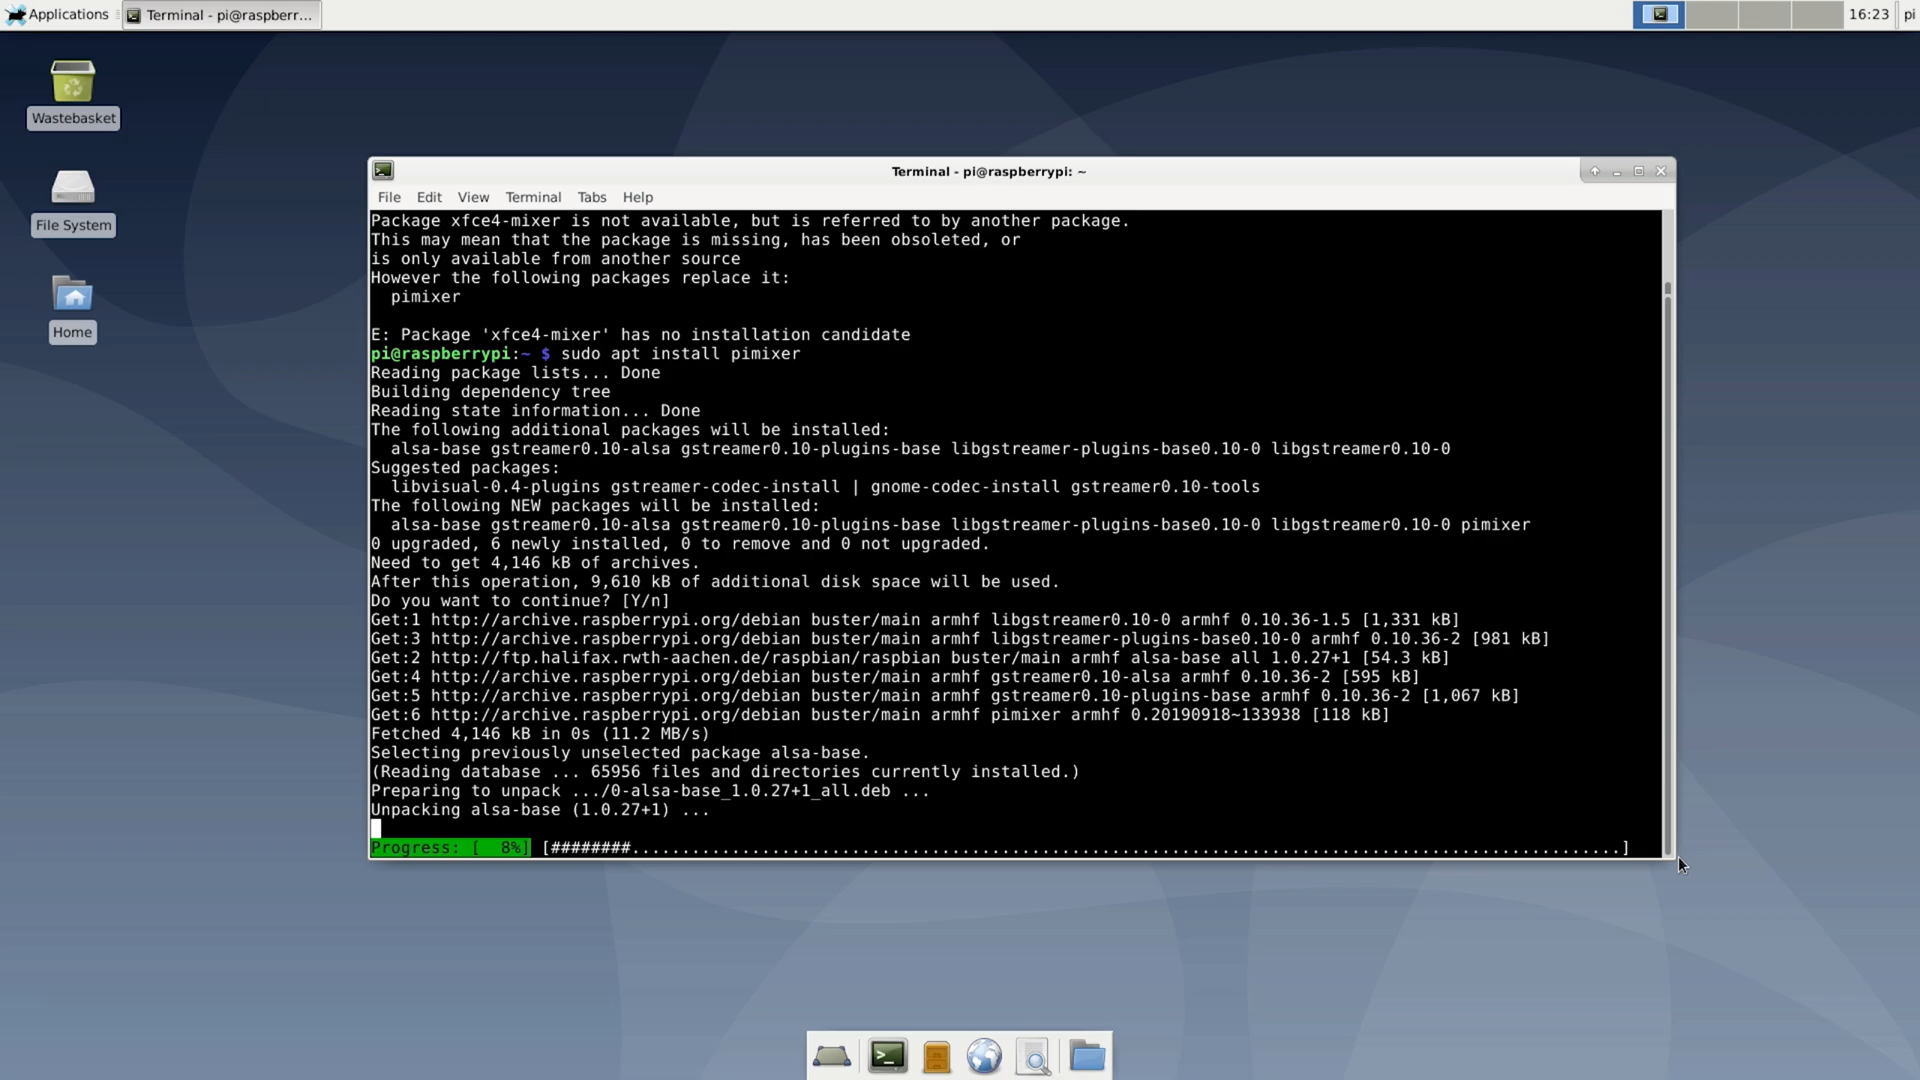 Applications
Terminal - pi@raspberr...
16:23
pi
Wastebasket
File System
Home
Terminal - pi@raspberrypi: ~
File Edit View Terminal Tabs Help
Package xfce4-mixer is not available, but is referred to by another package.
This may mean that the package is missing, has been obsoleted, or
is only available from another source
However the following packages replace it:
  pimixer

E: Package 'xfce4-mixer' has no installation candidate
pi@raspberrypi:~ $ sudo apt install pimixer
Reading package lists... Done
Building dependency tree
Reading state information... Done
The following additional packages will be installed:
  alsa-base gstreamer0.10-alsa gstreamer0.10-plugins-base libgstreamer-plugins-base0.10-0 libgstreamer0.10-0
Suggested packages:
  libvisual-0.4-plugins gstreamer-codec-install | gnome-codec-install gstreamer0.10-tools
The following NEW packages will be installed:
  alsa-base gstreamer0.10-alsa gstreamer0.10-plugins-base libgstreamer-plugins-base0.10-0 libgstreamer0.10-0 pimixer
0 upgraded, 6 newly installed, 0 to remove and 0 not upgraded.
Need to get 4,146 kB of archives.
After this operation, 9,610 kB of additional disk space will be used.
Do you want to continue? [Y/n]
Get:1 http://archive.raspberrypi.org/debian buster/main armhf libgstreamer0.10-0 armhf 0.10.36-1.5 [1,331 kB]
Get:3 http://archive.raspberrypi.org/debian buster/main armhf libgstreamer-plugins-base0.10-0 armhf 0.10.36-2 [981 kB]
Get:2 http://ftp.halifax.rwth-aachen.de/raspbian/raspbian buster/main armhf alsa-base all 1.0.27+1 [54.3 kB]
Get:4 http://archive.raspberrypi.org/debian buster/main armhf gstreamer0.10-alsa armhf 0.10.36-2 [595 kB]
Get:5 http://archive.raspberrypi.org/debian buster/main armhf gstreamer0.10-plugins-base armhf 0.10.36-2 [1,067 kB]
Get:6 http://archive.raspberrypi.org/debian buster/main armhf pimixer armhf 0.20190918~133938 [118 kB]
Fetched 4,146 kB in 0s (11.2 MB/s)
Selecting previously unselected package alsa-base.
(Reading database ... 65956 files and directories currently installed.)
Preparing to unpack .../0-alsa-base_1.0.27+1_all.deb ...
Unpacking alsa-base (1.0.27+1) ...
Progress: [  8%] [########...................................................................................................]